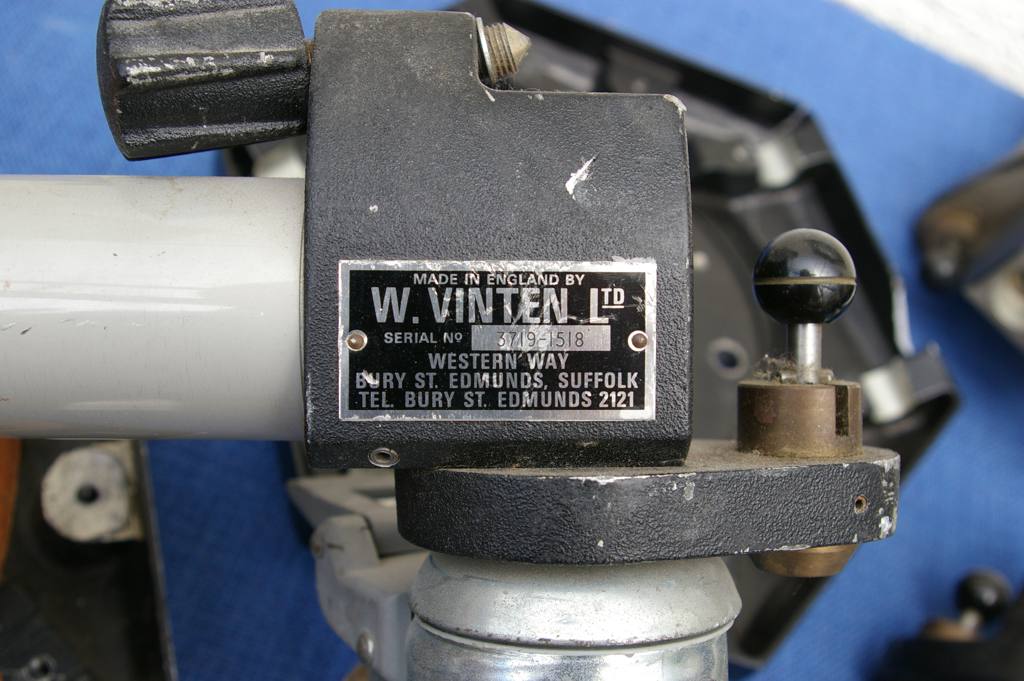 MADE IN ENGLAND BY
W. VINTEN LTD
SERIAL No 3719-1518
WESTERN WAY
BURY ST. EDMUNDS, SUFFOLK
TEL. BURY ST. EDMUNDS 2121